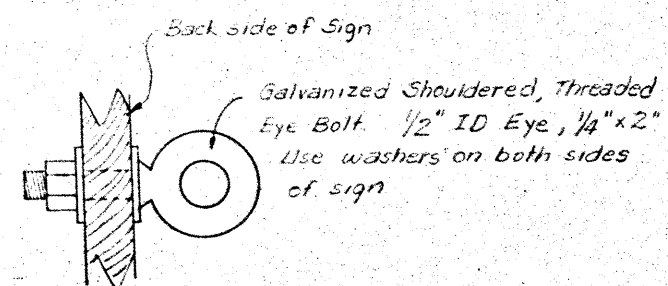 Back side of Sign
Galvanized Shouldered, Threaded
Eye Bolt. 1/2" ID Eye, 1/4" x 2"
Use washers on both sides
of sign